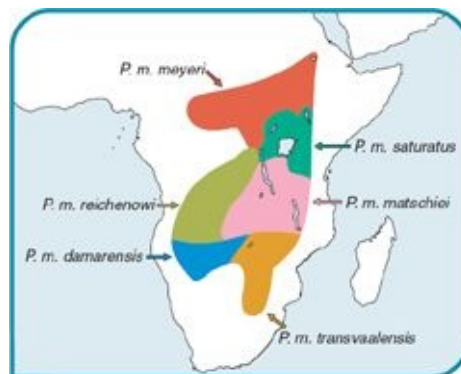 P. m. meyeri
P. m. saturatus
P. m. reichenowi
P. m. matschiei
P. m. damarensis
P. m. transvaalensis